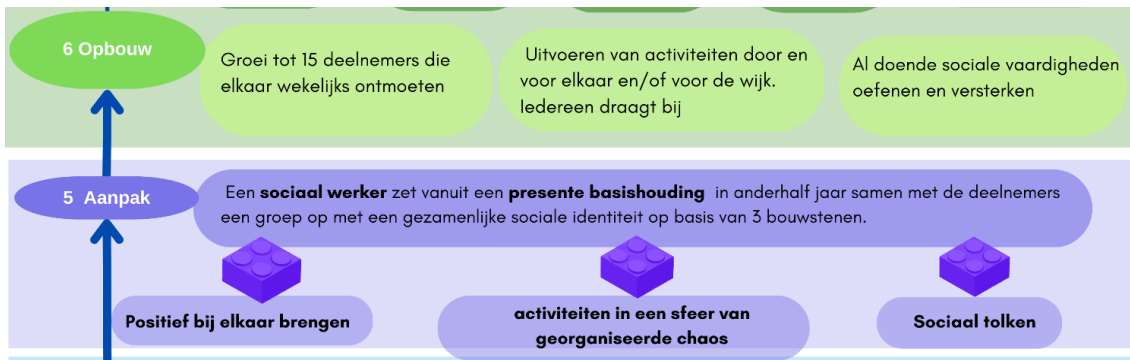 6 Opbouw
Groei tot 15 deelnemers die
elkaar wekelijks ontmoeten
Uitvoeren van activiteiten door en
voor elkaar en/of voor de wijk.
Iedereen draagt bij
Al doende sociale vaardigheden
oefenen en versterken
5 Aanpak
Een sociaal werker zet vanuit een presente basishouding in anderhalf jaar samen met de deelnemers
een groep op met een gezamenlijke sociale identiteit op basis van 3 bouwstenen.
Positief bij elkaar brengen
activiteiten in een sfeer van
georganiseerde chaos
Sociaal tolken